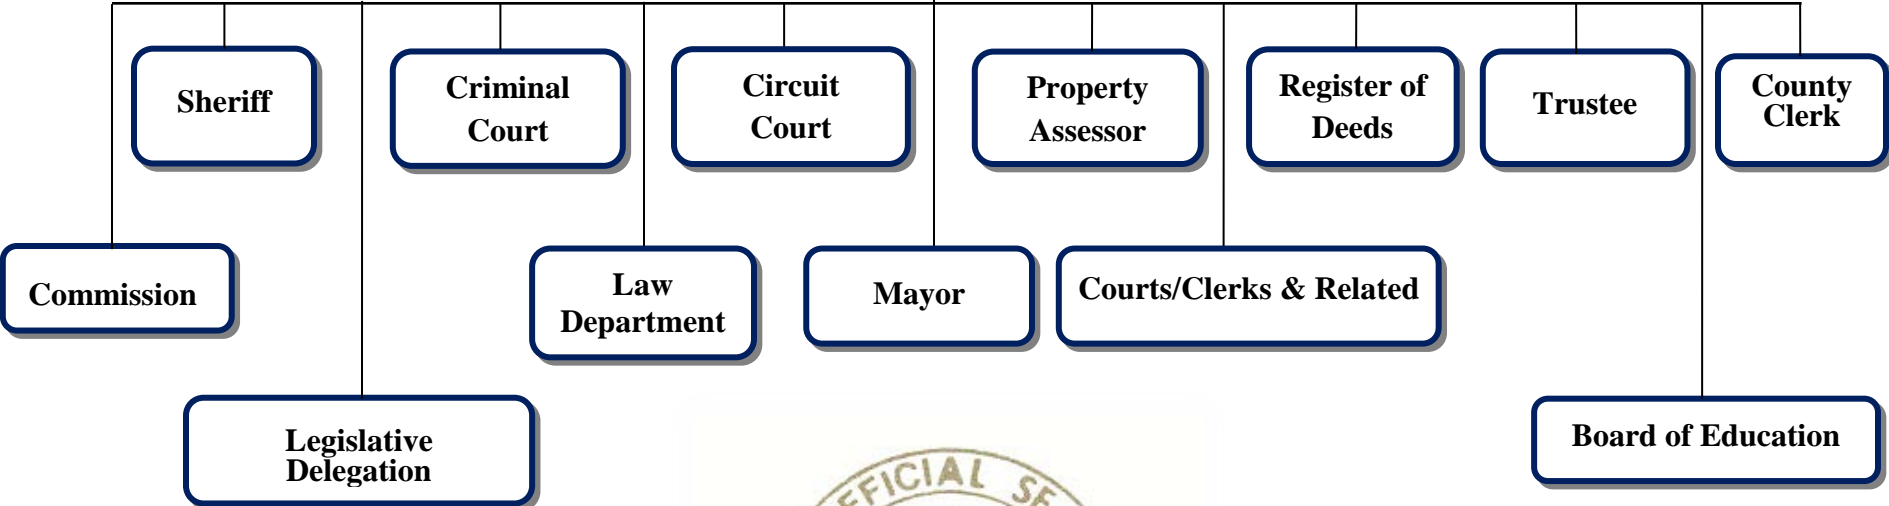 Sheriff
Criminal
Court
Circuit
Court
Property
Assessor
Register of
Deeds
Trustee
County
Clerk
Commission
Law
Department
Mayor
Courts/Clerks & Related
Legislative
Delegation
Board of Education